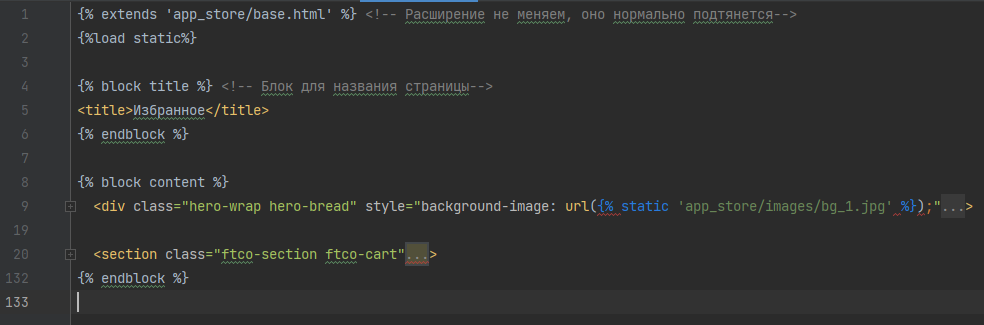 1 {% extends 'app_store/base.html' %} <!-- Расширение не меняем, оно нормально подтянется-->
2 {%load static%}
3
4 {% block title %} <!-- Блок для названия страницы-->
5 <title>Избранное</title>
6 {% endblock %}
7
8 {% block content %}
9 <div class="hero-wrap hero-bread" style="background-image: url({% static 'app_store/images/bg_1.jpg' %});"...>
19
20 <section class="ftco-section ftco-cart"...>
132 {% endblock %}
133